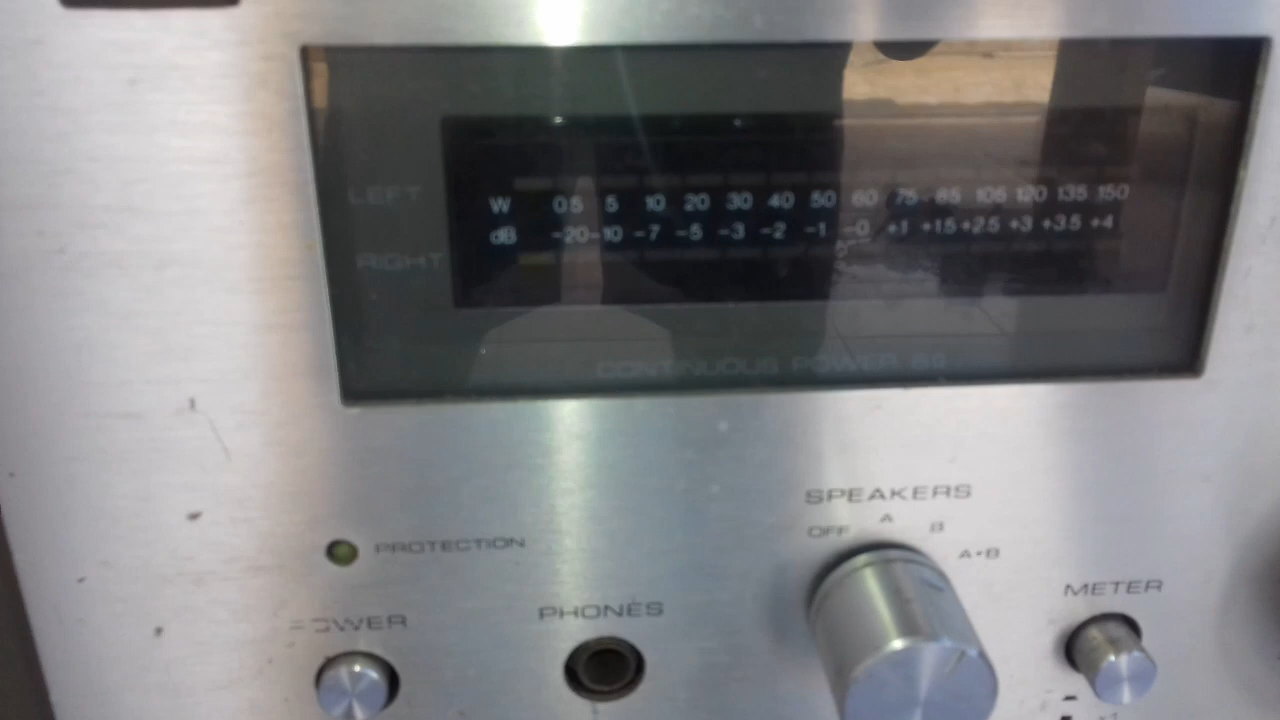 LEFT
W 0.5 5 10 20 30 40 50 60 75 85 105 120 135 150
dB -20 -10 -7 -5 -3 -2 -1 -0 +1 +1.5 +2.5 +3 +3.5 +4
RIGHT
CONTINUOUS POWER
SPEAKERS
OFF A B A+B
PROTECTION
METER
POWER
PHONES